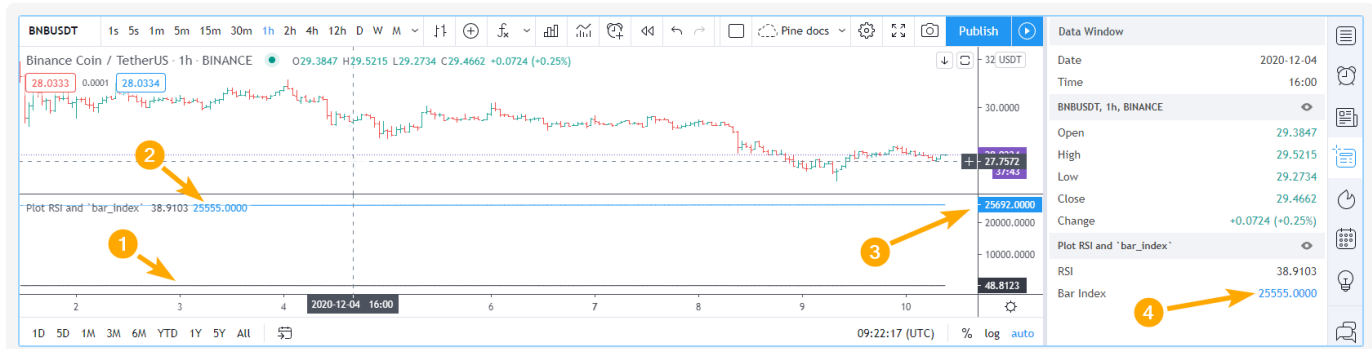 BNBUSDT 1s 5s 1m 5m 15m 30m 1h 2h 4h 12h D W M fx Pine docs Publish
Binance Coin / TetherUS · 1h · BINANCE O29.3847 H29.5215 L29.2734 C29.4662 +0.0724 (+0.25%)
32 USDT
28.0333 0.0001 28.0334
30.0000
27.7572
37:43
2
Plot RSI and `bar_index` 38.9103 25555.0000
25692.0000
20000.0000
1
3
10000.0000
48.8123
2 3 4 2020-12-04 16:00 6 7 8 9 10
1D 5D 1M 3M 6M YTD 1Y 5Y All 09:22:17 (UTC) % log auto
Data Window
Date 2020-12-04
Time 16:00
BNBUSDT, 1h, BINANCE
Open 29.3847
High 29.5215
Low 29.2734
Close 29.4662
Change +0.0724 (+0.25%)
Plot RSI and `bar_index`
RSI 38.9103
Bar Index 25555.0000
4